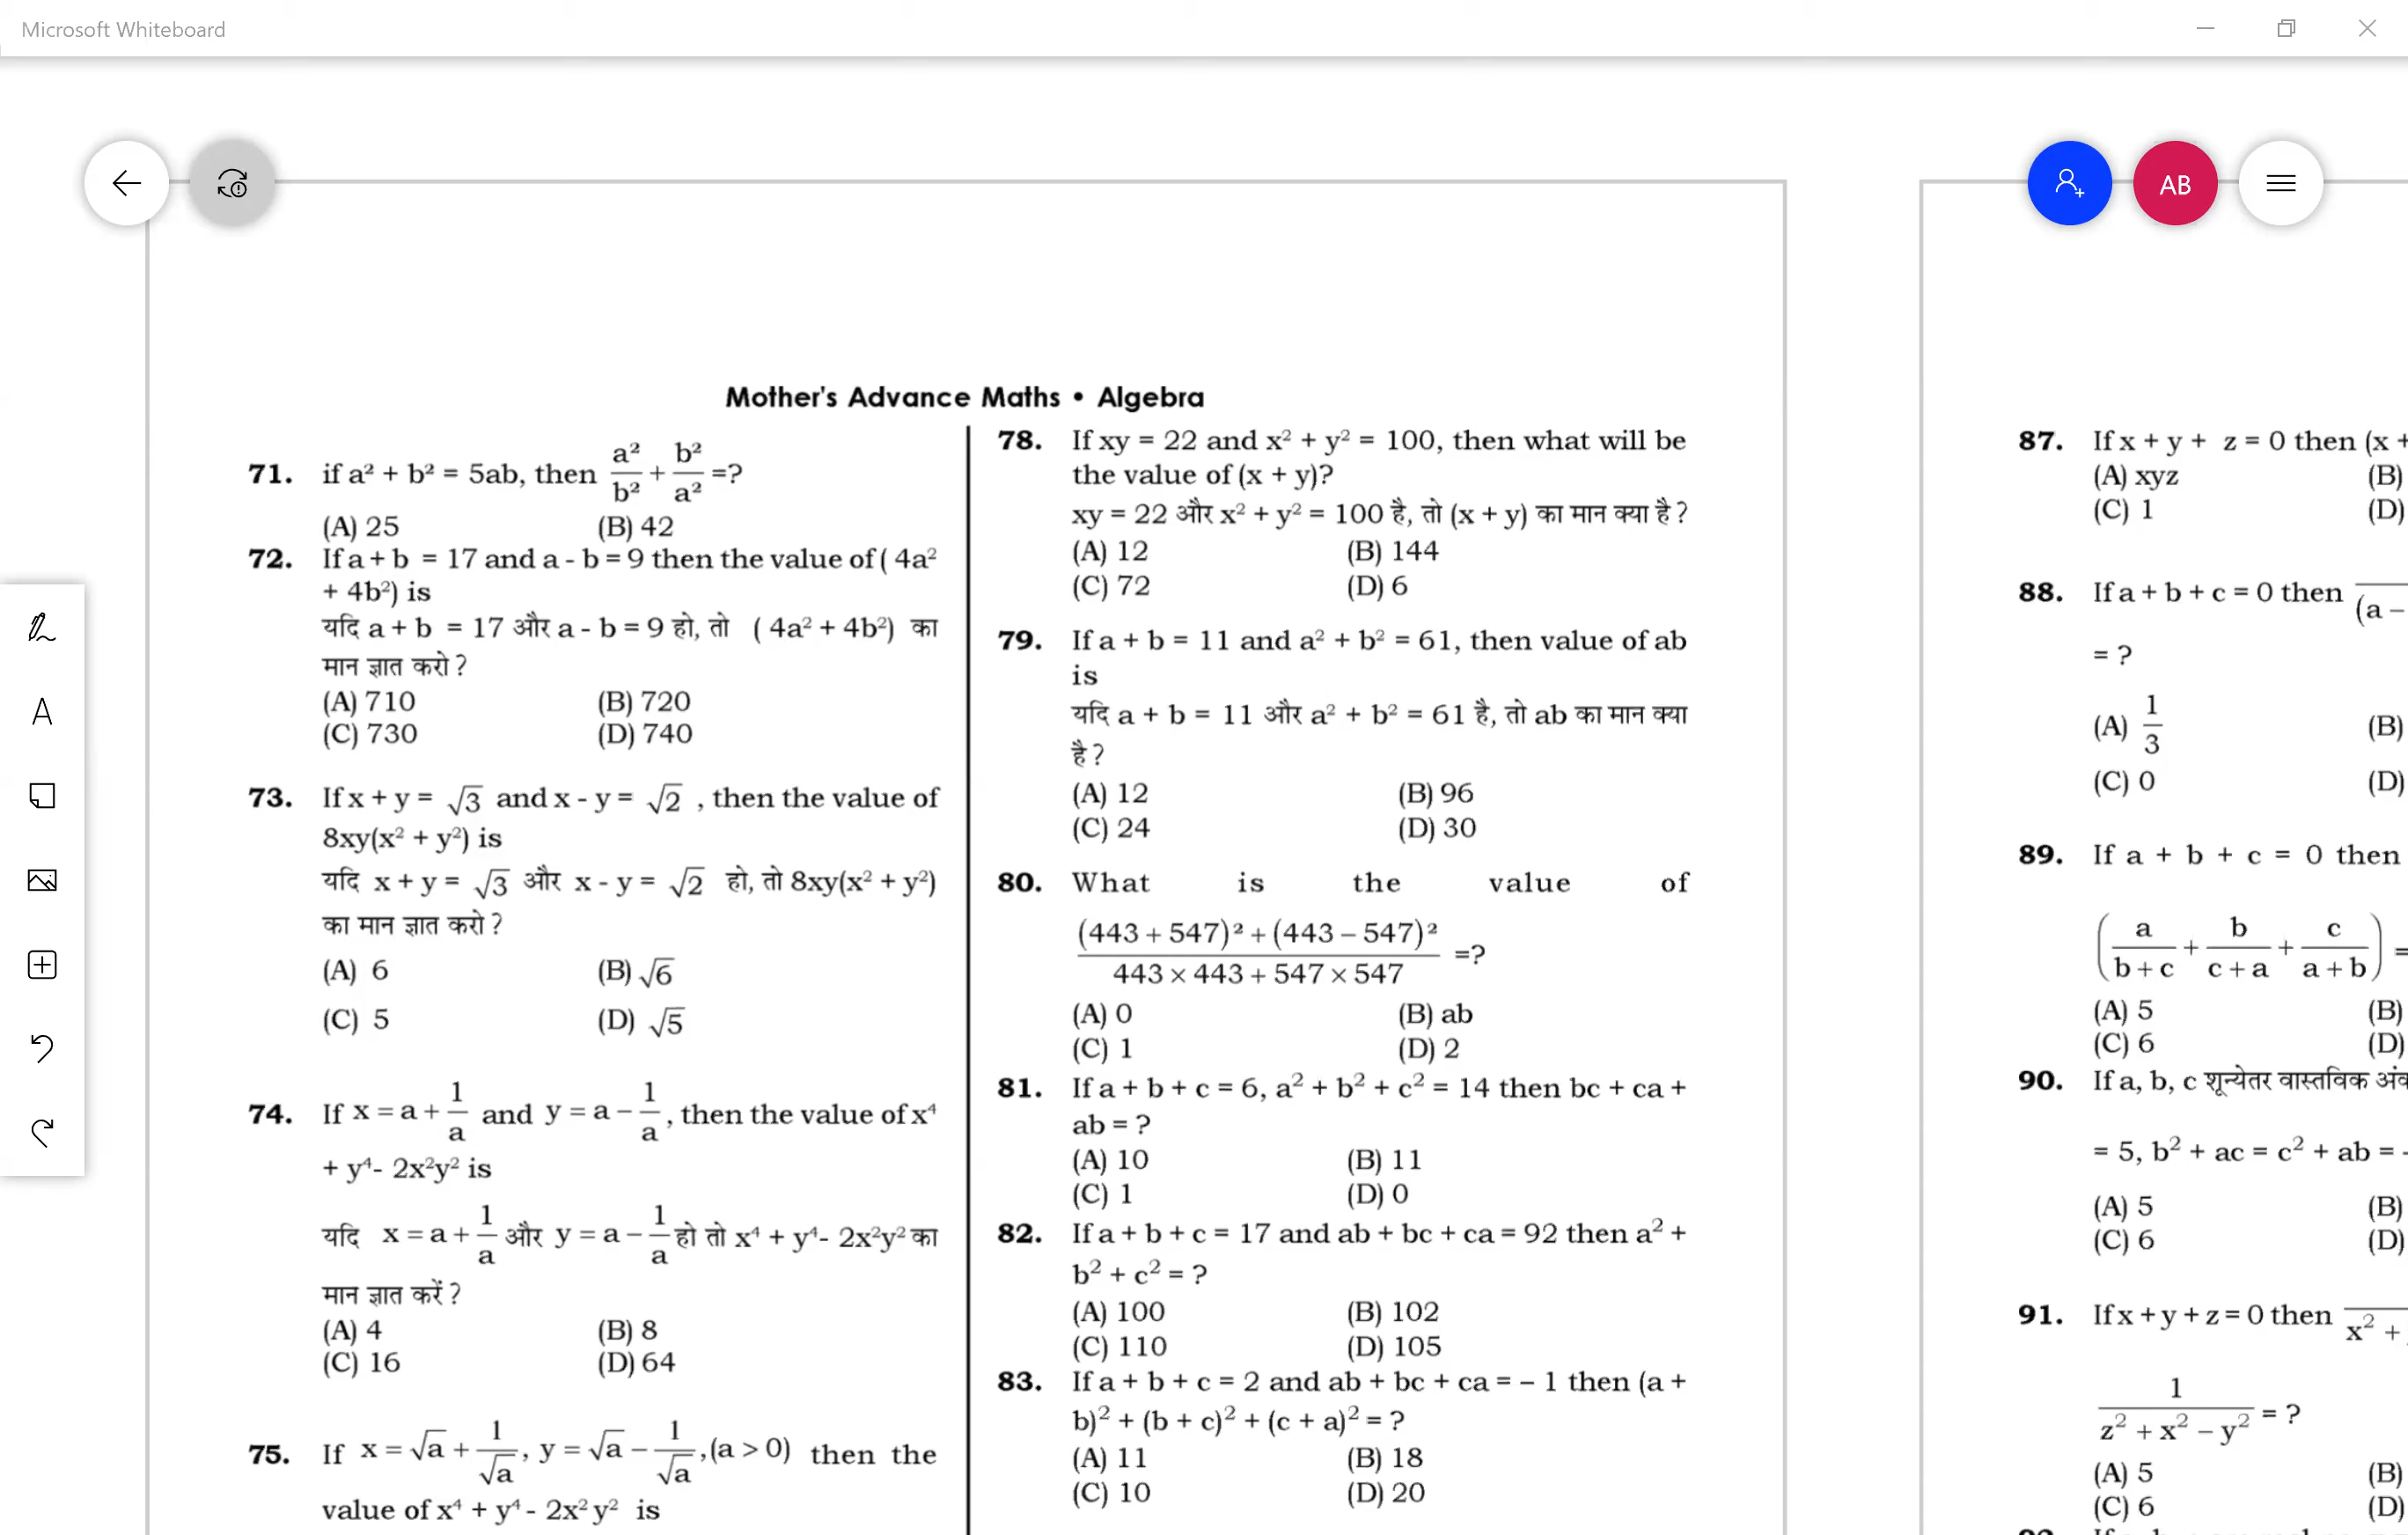 Microsoft Whiteboard
AB
Mother's Advance Maths • Algebra
71. if a² + b² = 5ab, then a²/b² + b²/a² =?
(A) 25 (B) 42
72. If a + b = 17 and a - b = 9 then the value of ( 4a²
+ 4b²) is
यदि a + b = 17 और a - b = 9 हो, तो ( 4a² + 4b²) का
मान ज्ञात करो ?
(A) 710 (B) 720
(C) 730 (D) 740
73. If x + y = √3 and x - y = √2 , then the value of
8xy(x² + y²) is
यदि x + y = √3 और x - y = √2 हो, तो 8xy(x² + y²)
का मान ज्ञात करो ?
(A) 6 (B) √6
(C) 5 (D) √5
74. If x = a + 1/a and y = a − 1/a , then the value of x⁴
+ y⁴- 2x²y² is
यदि x = a + 1/a और y = a − 1/a हो तो x⁴ + y⁴- 2x²y² का
मान ज्ञात करें ?
(A) 4 (B) 8
(C) 16 (D) 64
75. If x = √a + 1/√a , y = √a − 1/√a ,(a > 0) then the
value of x⁴ + y⁴ - 2x² y² is
78. If xy = 22 and x² + y² = 100, then what will be
the value of (x + y)?
xy = 22 और x² + y² = 100 है, तो (x + y) का मान क्या है ?
(A) 12 (B) 144
(C) 72 (D) 6
79. If a + b = 11 and a² + b² = 61, then value of ab
is
यदि a + b = 11 और a² + b² = 61 है, तो ab का मान क्या
है ?
(A) 12 (B) 96
(C) 24 (D) 30
80. What is the value of
(443 + 547)² + (443 − 547)²
443 × 443 + 547 × 547 =?
(A) 0 (B) ab
(C) 1 (D) 2
81. If a + b + c = 6, a² + b² + c² = 14 then bc + ca +
ab = ?
(A) 10 (B) 11
(C) 1 (D) 0
82. If a + b + c = 17 and ab + bc + ca = 92 then a² +
b² + c² = ?
(A) 100 (B) 102
(C) 110 (D) 105
83. If a + b + c = 2 and ab + bc + ca = − 1 then (a +
b)² + (b + c)² + (c + a)² = ?
(A) 11 (B) 18
(C) 10 (D) 20
87. If x + y + z = 0 then (x +
(A) xyz (B)
(C) 1 (D)
88. If a + b + c = 0 then (a −
= ?
(A) 1/3 (B)
(C) 0 (D)
89. If a + b + c = 0 then
(a/(b + c) + b/(c + a) + c/(a + b)) =
(A) 5 (B)
(C) 6 (D)
90. If a, b, c शून्येतर वास्तविक
= 5, b² + ac = c² + ab =
(A) 5 (B)
(C) 6 (D)
91. If x + y + z = 0 then x² +
1/(z² + x² − y²) = ?
(A) 5 (B)
(C) 6 (D)